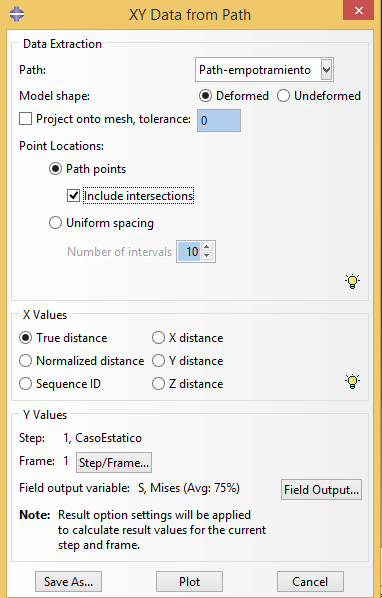 XY Data from Path
Data Extraction
Path: Path-empotramiento
Model shape: Deformed Undeformed
Project onto mesh, tolerance: 0
Point Locations:
Path points
Include intersections
Uniform spacing
Number of intervals 10
X Values
True distance X distance
Normalized distance Y distance
Sequence ID Z distance
Y Values
Step: 1, CasoEstatico
Frame: 1 Step/Frame...
Field output variable: S, Mises (Avg: 75%) Field Output...
Note: Result option settings will be applied
to calculate result values for the current
step and frame.
Save As... Plot Cancel